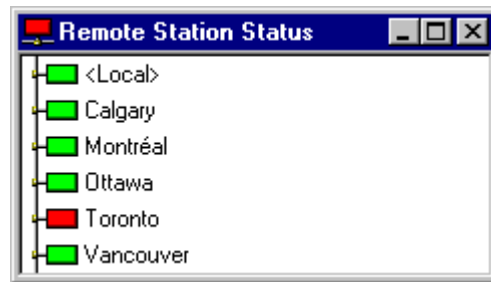 Remote Station Status
<Local>
Calgary
Montréal
Ottawa
Toronto
Vancouver